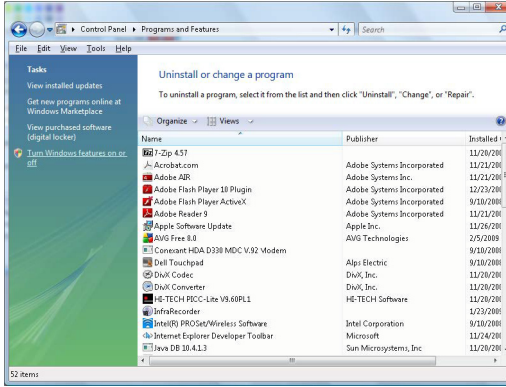 Control Panel ▸ Programs and Features
Search
File Edit View Tools Help
Tasks
View installed updates
Get new programs online at
Windows Marketplace
View purchased software
(digital locker)
Turn Windows features on or
off
Uninstall or change a program
To uninstall a program, select it from the list and then click "Uninstall", "Change", or "Repair".
Organize Views
Name Publisher Installed
7-Zip 4.57 11/20/200
Acrobat.com Adobe Systems Incorporated 11/21/200
Adobe AIR Adobe Systems Inc. 11/21/200
Adobe Flash Player 10 Plugin Adobe Systems Incorporated 12/23/200
Adobe Flash Player ActiveX Adobe Systems Incorporated 9/10/2008
Adobe Reader 9 Adobe Systems Incorporated 11/21/200
Apple Software Update Apple Inc. 11/26/200
AVG Free 8.0 AVG Technologies 2/5/2009
Conexant HDA D330 MDC V.92 Modem 9/10/2008
Dell Touchpad Alps Electric 9/10/2008
DivX Codec DivX, Inc. 11/20/200
DivX Converter DivX, Inc. 11/20/200
HI-TECH PICC-Lite V9.60PL1 HI-TECH Software 11/20/200
InfraRecorder 1/23/2009
Intel(R) PROSet/Wireless Software Intel Corporation 9/10/2008
Internet Explorer Developer Toolbar Microsoft 11/24/200
Java DB 10.4.1.3 Sun Microsystems, Inc 11/20/200
52 items